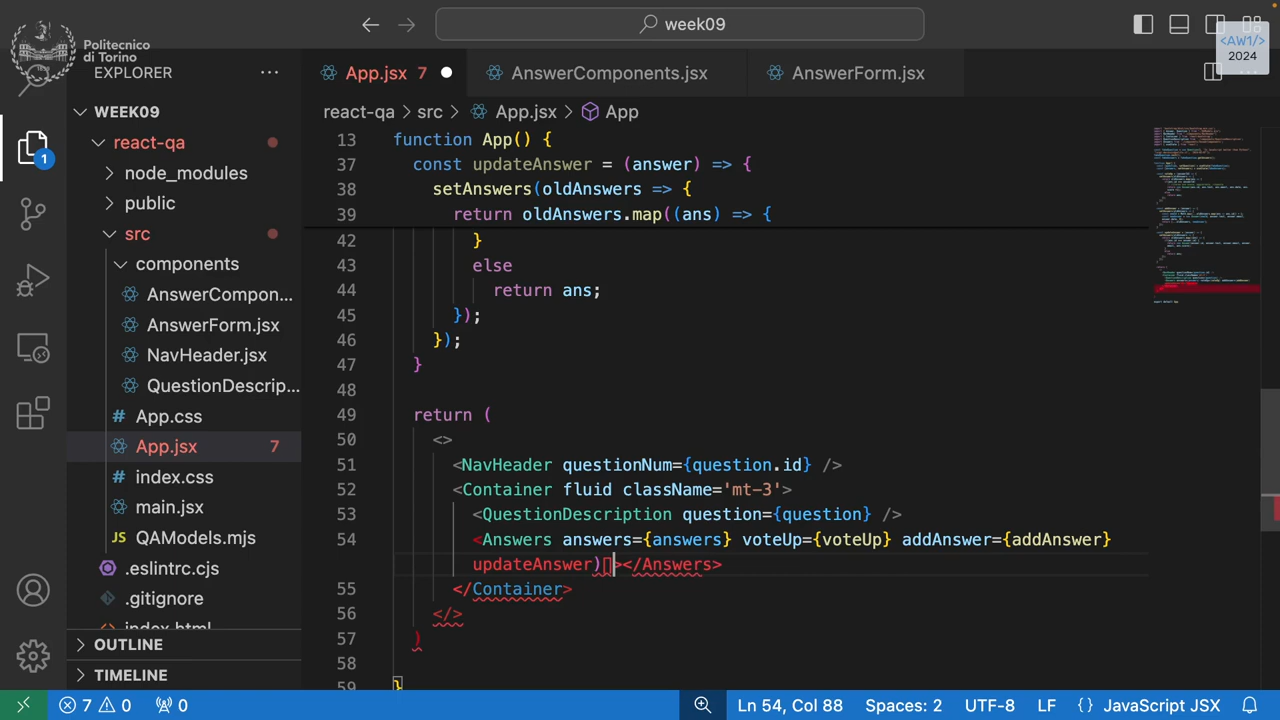 week09
<AW1/>
2024
Politecnico
di Torino
EXPLORER
App.jsx 7
AnswerComponents.jsx
AnswerForm.jsx
react-qa > src > App.jsx > App
WEEK09
react-qa
node_modules
public
src
components
AnswerCompon...
AnswerForm.jsx
NavHeader.jsx
QuestionDescrip...
# App.css
App.jsx 7
# index.css
main.jsx
JS QAModels.mjs
.eslintrc.cjs
.gitignore
index.html
OUTLINE
TIMELINE
1
13 function App() {
37 const updateAnswer = (answer) => {
38 setAnswers(oldAnswers => {
39 return oldAnswers.map((ans) => {
42 }
43 else
44 return ans;
45 });
46 });
47 }
48
49 return (
50 <>
51 <NavHeader questionNum={question.id} />
52 <Container fluid className='mt-3'>
53 <QuestionDescription question={question} />
54 <Answers answers={answers} voteUp={voteUp} addAnswer={addAnswer}
updateAnswer)></Answers>
55 </Container>
56 </>
57 )
58
59 }
7 0 0
Ln 54, Col 88
Spaces: 2
UTF-8
LF
{} JavaScript JSX